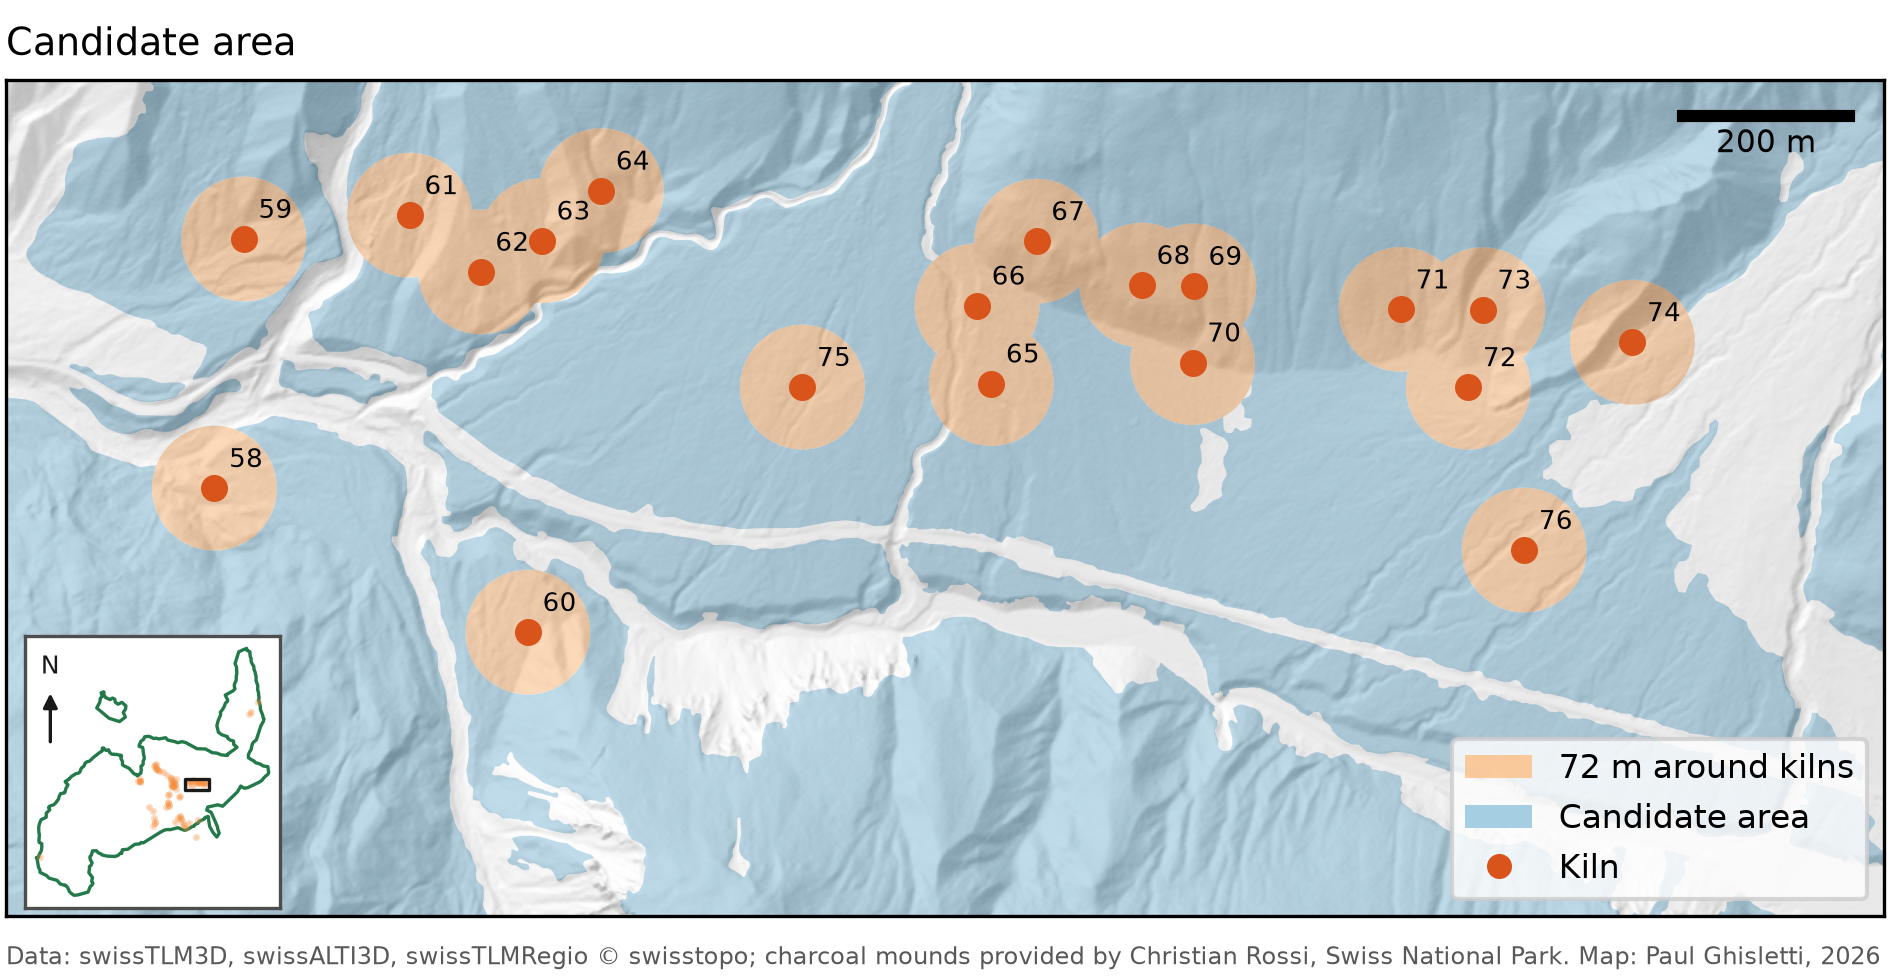 Candidate area
200 m
64
61
59
63
67
62
68
69
66
71
73
74
70
75
65
72
58
76
60
N
72 m around kilns
Candidate area
Kiln
Data: swissTLM3D, swissALTI3D, swissTLMRegio © swisstopo; charcoal mounds provided by Christian Rossi, Swiss National Park. Map: Paul Ghisletti, 2026